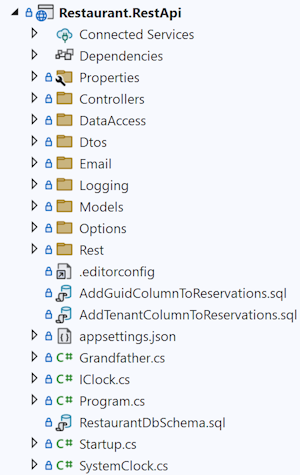 Restaurant.RestApi
Connected Services
Dependencies
Properties
Controllers
DataAccess
Dtos
Email
Logging
Models
Options
Rest
.editorconfig
AddGuidColumnToReservations.sql
AddTenantColumnToReservations.sql
appsettings.json
C# Grandfather.cs
C# IClock.cs
C# Program.cs
RestaurantDbSchema.sql
C# Startup.cs
C# SystemClock.cs